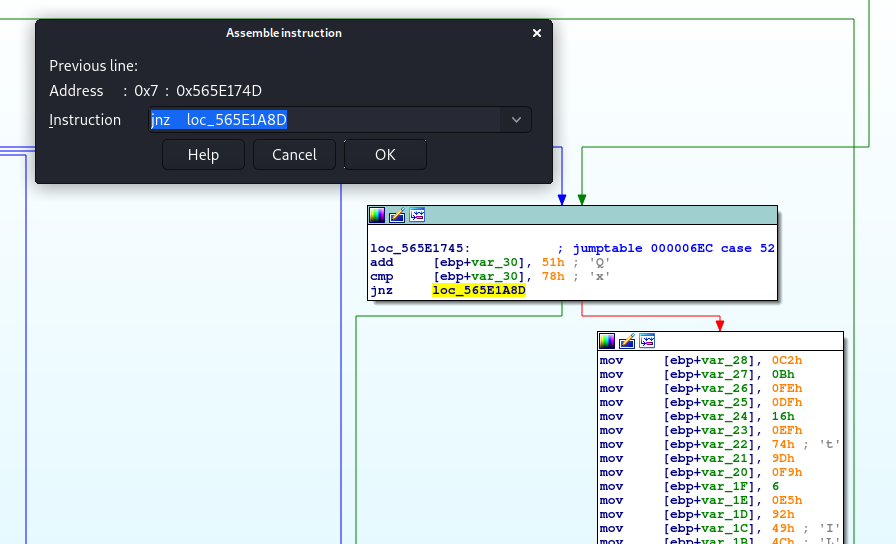 Assemble instruction
Previous line:
Address : 0x7 : 0x565E174D
Instruction jnz loc_565E1A8D
Help Cancel OK
loc_565E1745: ; jumptable 000006EC case 52
add [ebp+var_30], 51h ; 'Q'
cmp [ebp+var_30], 78h ; 'x'
jnz loc_565E1A8D
mov [ebp+var_28], 0C2h
mov [ebp+var_27], 0Bh
mov [ebp+var_26], 0FEh
mov [ebp+var_25], 0DFh
mov [ebp+var_24], 16h
mov [ebp+var_23], 0EFh
mov [ebp+var_22], 74h ; 't'
mov [ebp+var_21], 9Dh
mov [ebp+var_20], 0F9h
mov [ebp+var_1F], 6
mov [ebp+var_1E], 0E5h
mov [ebp+var_1D], 92h
mov [ebp+var_1C], 49h ; 'I'
mov [ebp+var_1B], 4Ch ; 'L'